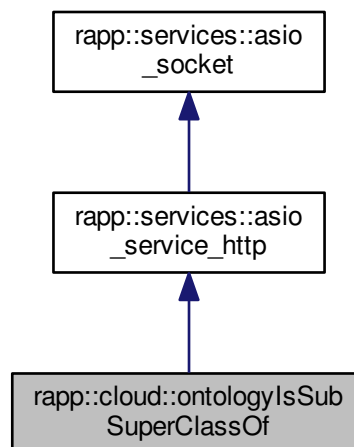 rapp::services::asio
_socket
rapp::services::asio
_service_http
rapp::cloud::ontologyIsSub
SuperClassOf